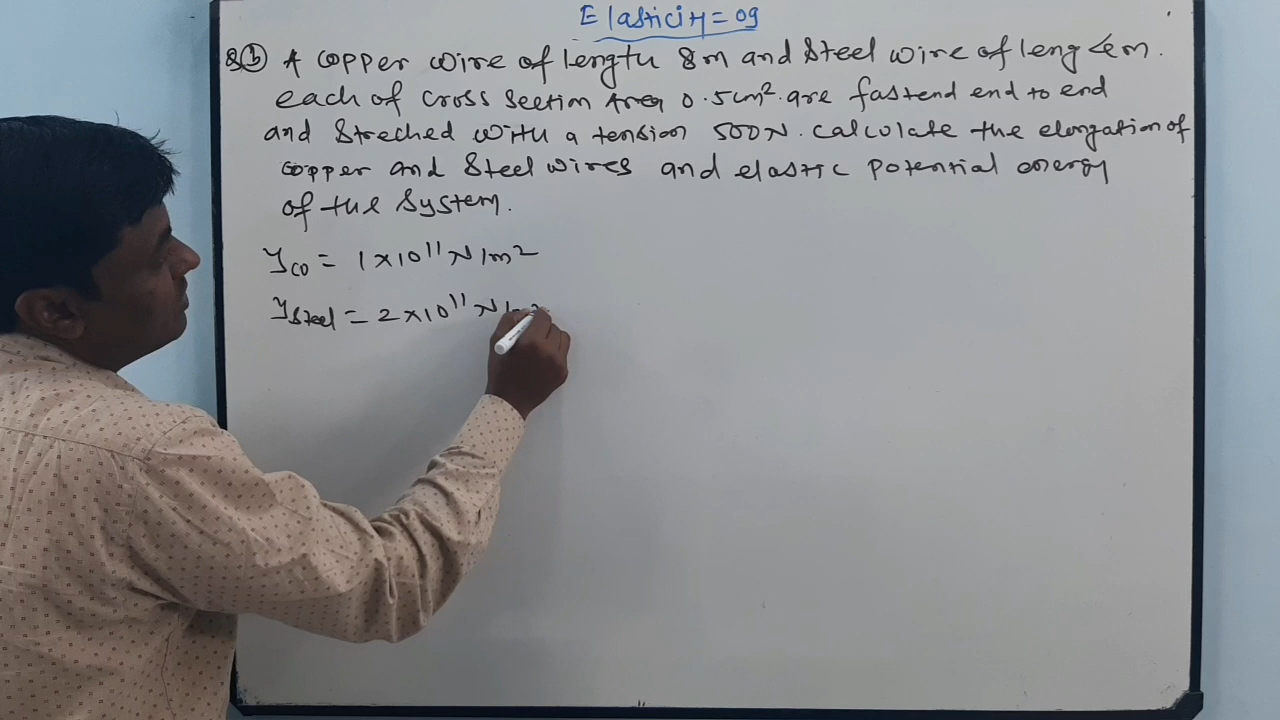 Elasticity = 09
Q(b) A copper wire of length 8m and steel wire of leng 4m.
each of cross section Area 0.5cm². are fastend end to end
and streched with a tension 500N. calculate the elongation of
copper and steel wires and elastic potential energy
of the system.
Yco = 1×10¹¹ N/m²
Ysteel = 2×10¹¹ N/m²